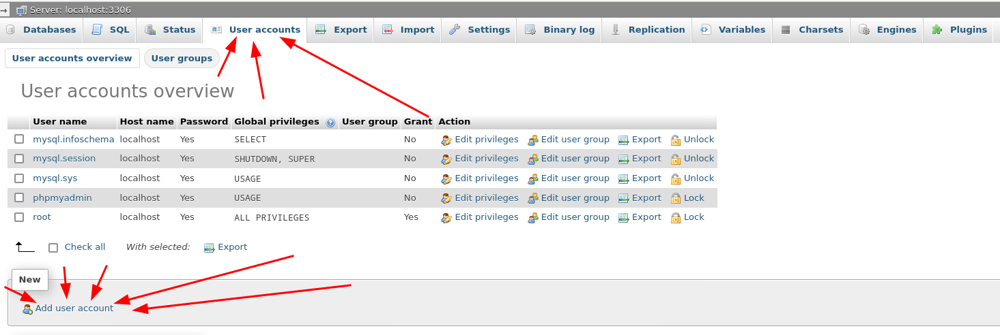 Server: localhost:3306
Databases SQL Status User accounts Export Import Settings Binary log Replication Variables Charsets Engines Plugins
User accounts overview User groups
User accounts overview
User name Host name Password Global privileges User group Grant Action
mysql.infoschema localhost Yes SELECT No Edit privileges Edit user group Export Unlock
mysql.session localhost Yes SHUTDOWN, SUPER No Edit privileges Edit user group Export Unlock
mysql.sys localhost Yes USAGE No Edit privileges Edit user group Export Unlock
phpmyadmin localhost Yes USAGE No Edit privileges Edit user group Export Lock
root localhost Yes ALL PRIVILEGES Yes Edit privileges Edit user group Export Lock
Check all With selected: Export
New
Add user account